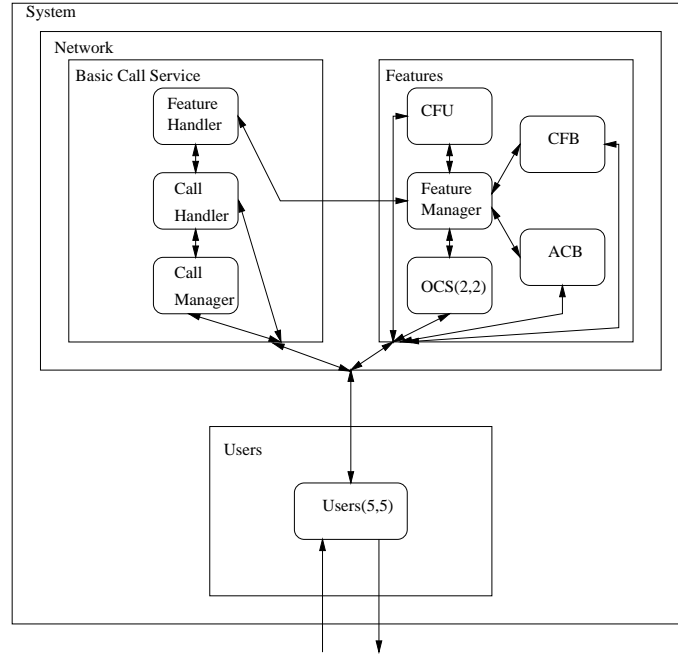 System
Network
Basic Call Service
Feature
Handler
Call
Handler
Call
Manager
Features
CFU
CFB
Feature
Manager
ACB
OCS(2,2)
Users
Users(5,5)